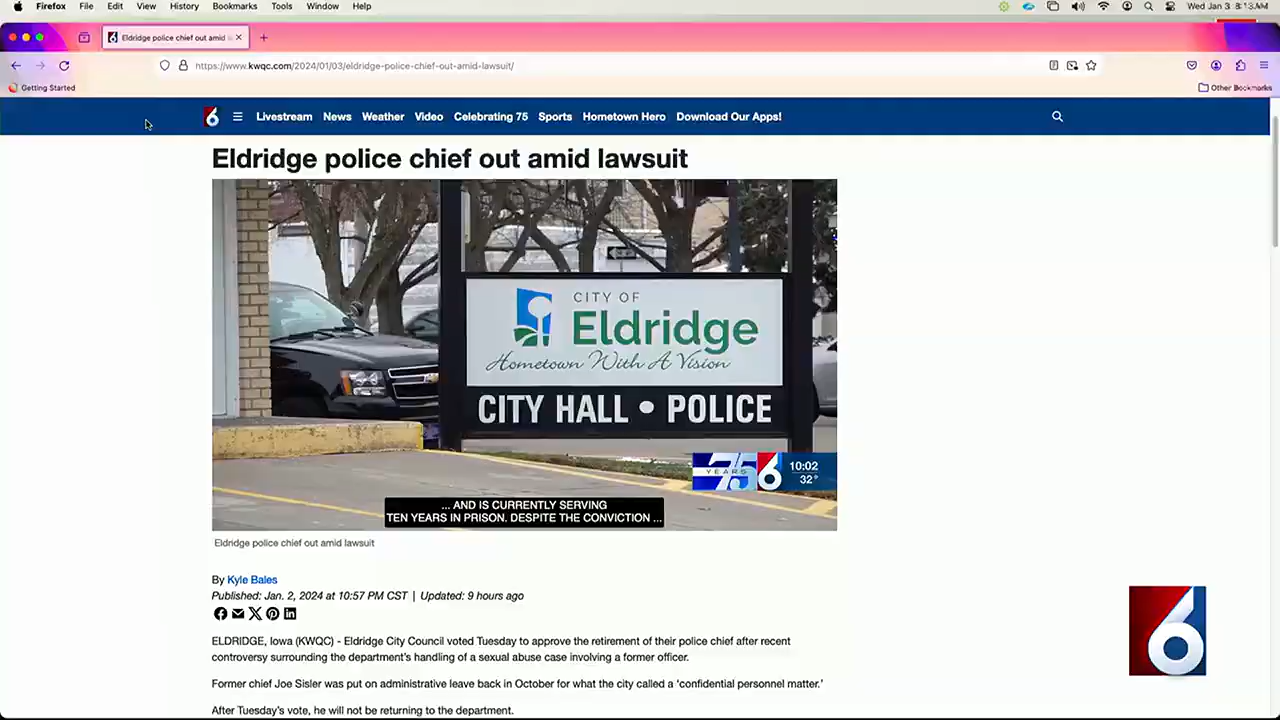 Firefox File Edit View History Bookmarks Tools Window Help Wed Jan 3 8:13 AM
Eldridge police chief out amid
https://www.kwqc.com/2024/01/03/eldridge-police-chief-out-amid-lawsuit/
Getting Started Other Bookmarks
6 Livestream News Weather Video Celebrating 75 Sports Hometown Hero Download Our Apps!
Eldridge police chief out amid lawsuit
CITY OF
Eldridge
Hometown With A Vision
CITY HALL • POLICE
75 YEARS 6 10:02
32°
... AND IS CURRENTLY SERVING
TEN YEARS IN PRISON. DESPITE THE CONVICTION ...
Eldridge police chief out amid lawsuit
By Kyle Bales
Published: Jan. 2, 2024 at 10:57 PM CST | Updated: 9 hours ago
ELDRIDGE, Iowa (KWQC) - Eldridge City Council voted Tuesday to approve the retirement of their police chief after recent
controversy surrounding the department's handling of a sexual abuse case involving a former officer.
Former chief Joe Sisler was put on administrative leave back in October for what the city called a ‘confidential personnel matter.’
After Tuesday's vote, he will not be returning to the department.
6